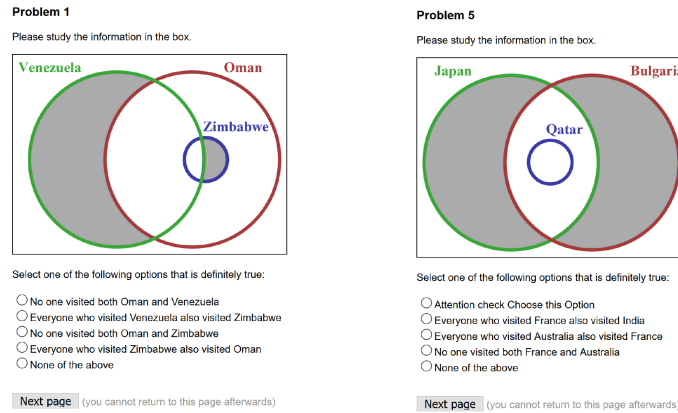 Problem 1
Please study the information in the box.
Venezuela
Oman
Zimbabwe
Select one of the following options that is definitely true:
No one visited both Oman and Venezuela
Everyone who visited Venezuela also visited Zimbabwe
No one visited both Oman and Zimbabwe
Everyone who visited Zimbabwe also visited Oman
None of the above
Next page (you cannot return to this page afterwards)
Problem 5
Please study the information in the box.
Japan
Qatar
Select one of the following options that is definitely true:
Attention check Choose this Option
Everyone who visited France also visited India
Everyone who visited Australia also visited France
No one visited both France and Australia
None of the above
Next page (you cannot return to this page afterwards